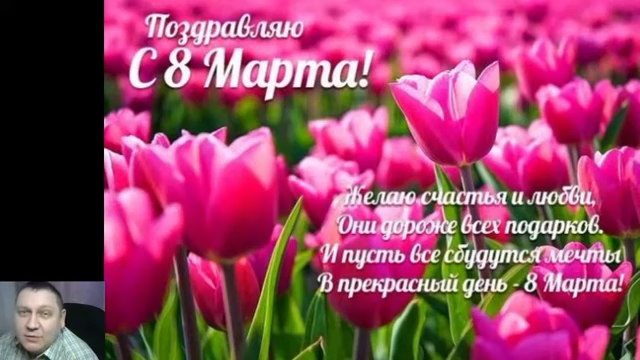 Поздравляю
С 8 Марта!
Желаю счастья и любви,
Они дороже всех подарков.
И пусть все сбудутся мечты
В прекрасный день - 8 Марта!